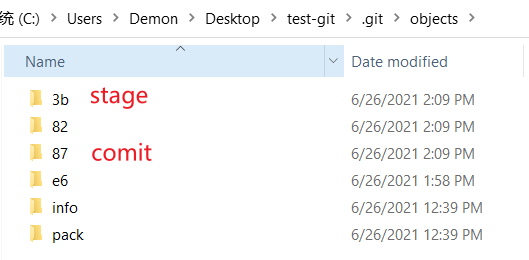 统 (C:) > Users > Demon > Desktop > test-git > .git > objects >
Name Date modified
3b stage 6/26/2021 2:09 PM
82 6/26/2021 2:09 PM
87 comit 6/26/2021 2:09 PM
e6 6/26/2021 1:58 PM
info 6/26/2021 12:39 PM
pack 6/26/2021 12:39 PM